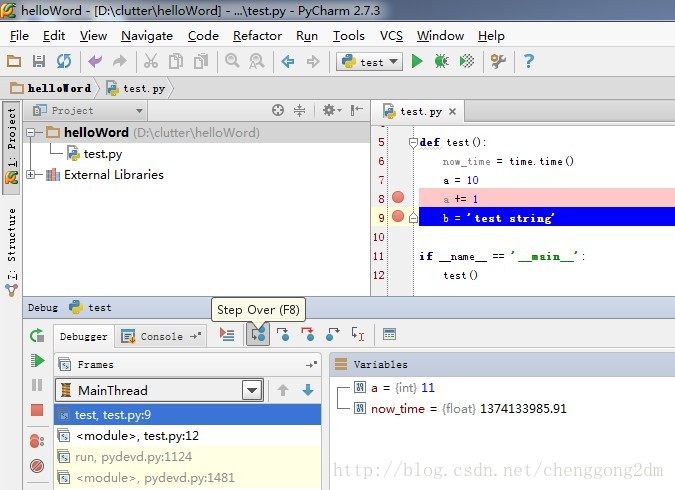 helloWord - [D:\clutter\helloWord] - ...\test.py - PyCharm 2.7.3
File Edit View Navigate Code Refactor Run Tools VCS Window Help
test
helloWord test.py
1: Project
Project
test.py
helloWord (D:\clutter\helloWord)
test.py
External Libraries
7: Structure
5 def test():
6 now_time = time.time()
7 a = 10
8 a += 1
9 b = 'test string'
10
11 if __name__ == '__main__':
12 test()
Debug test
Step Over (F8)
Debugger Console
Frames
Variables
MainThread
a = {int} 11
now_time = {float} 1374133985.91
test, test.py:9
<module>, test.py:12
run, pydevd.py:1124
<module>, pydevd.py:1481
http://blog.csdn.net/chenggong2dm